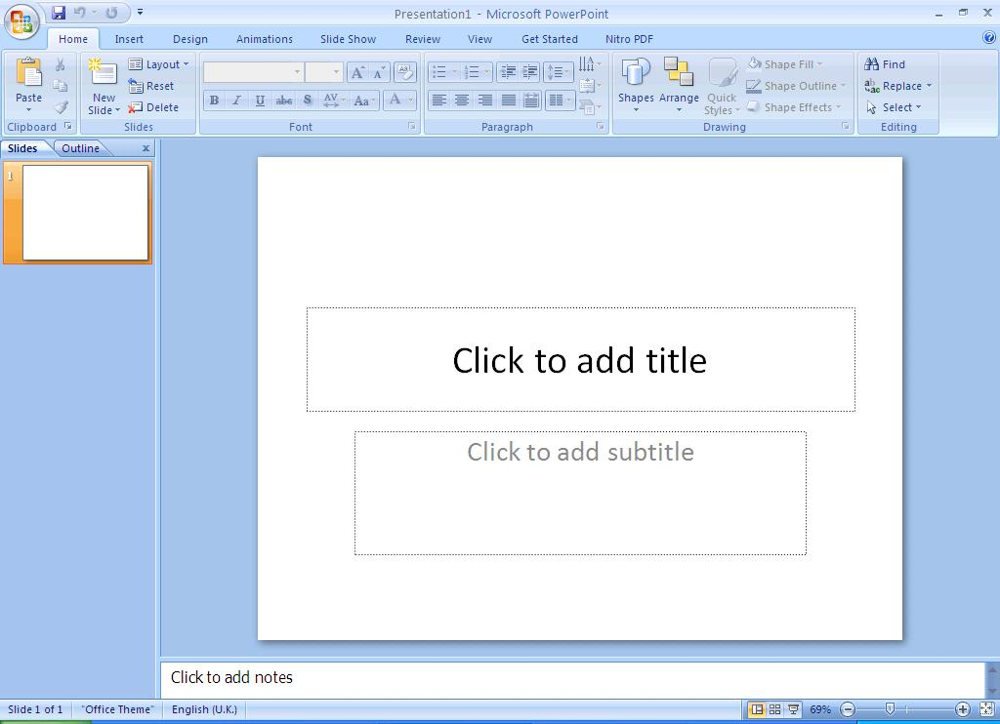 Presentation1 - Microsoft PowerPoint
Home Insert Design Animations Slide Show Review View Get Started Nitro PDF
Paste
Clipboard
New Slide
Layout
Reset
Delete
Slides
B I U abc S AV Aa A
A A
Font
Paragraph
Shapes Arrange Quick Styles
Shape Fill
Shape Outline
Shape Effects
Drawing
Find
Replace
Select
Editing
Slides Outline x
1
Click to add title
Click to add subtitle
Click to add notes
Slide 1 of 1 "Office Theme" English (U.K.) 69%